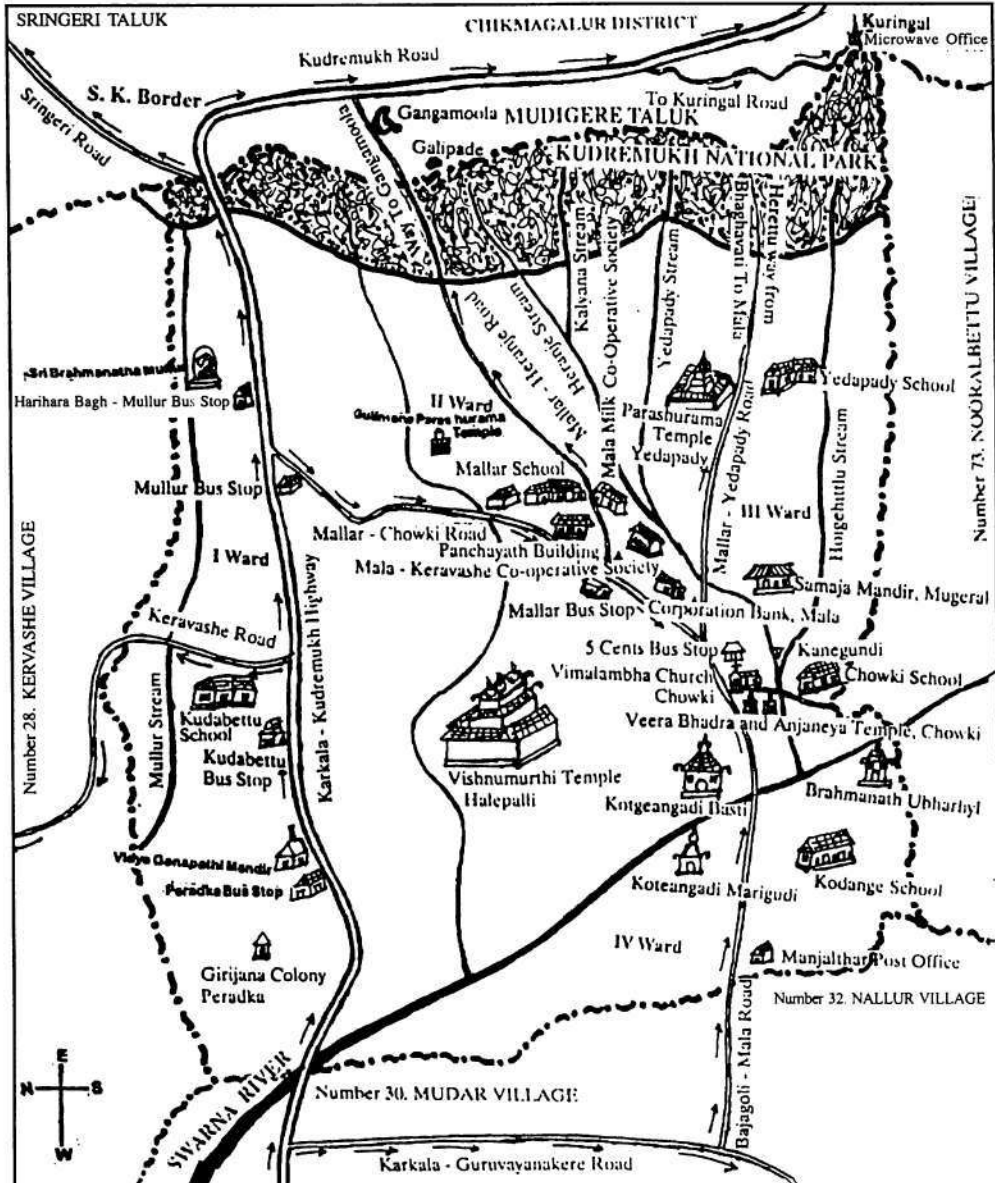 SRINGERI TALUK
CHIKMAGALUR DISTRICT
Kuringal
Microwave Office
Kudremukh Road
S. K. Border
Sringeri Road
To Kuringal Road
Gangamoola
MUDIGERE TALUK
Galipade
KUDREMUKH NATIONAL PARK
Way To Gangamoola
Mallar - Heranje Road
Heranje Stream
Kalyana Stream
Mala Milk Co-Operative Society
Yedapady Stream
Bhaghavati To Mala
Herettu way from
Number 73. NOORALBETTU VILLAGE
Sri Brahmanatha Mullur
Harihara Bagh - Mullur Bus Stop
II Ward
Gulimane Parashurama
Temple
Parashurama
Temple
Yedapady
Yedapady School
Mallar - Yedapady Road
Mallar School
Mullur Bus Stop
Mallar - Chowki Road
Panchayath Building
III Ward
I Ward
Mala - Keravashe Co-operative Society
Samaja Mandir, Mugeral
Mallar Bus Stop
Corporation Bank, Mala
Number 28. KERVASHE VILLAGE
Keravashe Road
Karkala - Kudremukh Highway
5 Cents Bus Stop
Kanegundi
Vimalambha Church
Chowki
Chowki School
Veera Bhadra and Anjaneya Temple, Chowki
Mullur Stream
Kudabettu
School
Kudabettu
Bus Stop
Vishnumurthi Temple
Halepalli
Kotgeangadi Basti
Brahmanath Ubharhyl
Vidya Ganapathi Mandir
Peradka Bus Stop
Koteangadi Marigudi
Kodange School
IV Ward
Girijana Colony
Peradka
Manjalthar Post Office
Number 32. NALLUR VILLAGE
Bajagoli - Mala Road
E
N S
W
SWARNA RIVER
Number 30. MUDAR VILLAGE
Karkala - Guruvayanakere Road